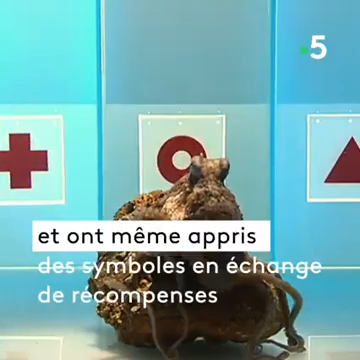 5
et ont même appris
des symboles en échange
de récompenses